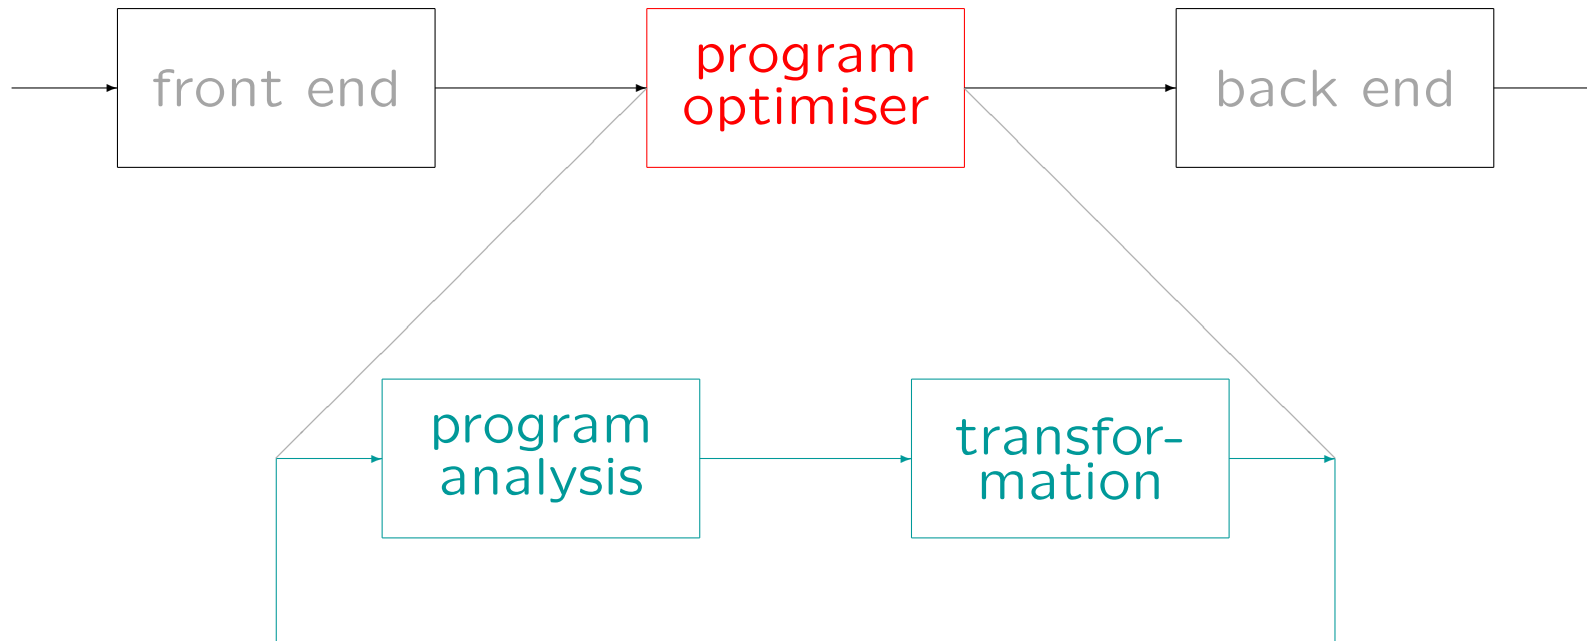 front end
program
optimiser
back end
program
analysis
transfor-
mation